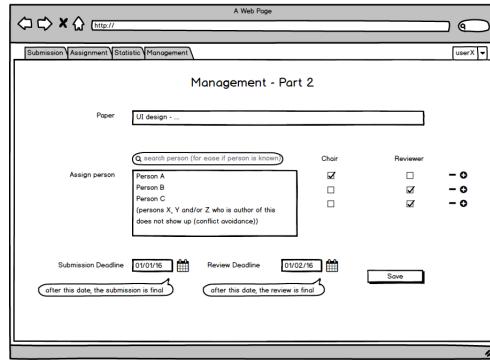 A Web Page
http://
Submission Assignment Statistic Management
userX
Management - Part 2
Paper
UI design - ...
search person (for ease if person is known)
Chair
Reviewer
Assign person
Person A
Person B
Person C
(persons X, Y and/or Z who is author of this
does not show up (conflict avoidance))
Submission Deadline
01/01/16
Review Deadline
01/02/16
Save
after this date, the submission is final
after this date, the review is final